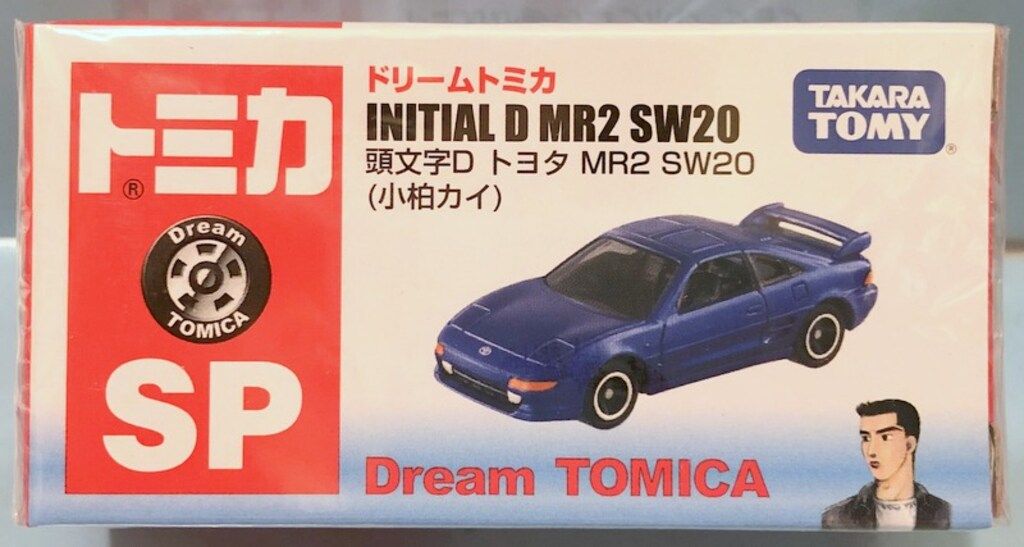 トミカ
®
Dream
TOMICA
SP
ドリームトミカ
INITIAL D MR2 SW20
頭文字D トヨタ MR2 SW20
(小柏カイ)
TAKARA
TOMY
®
Dream TOMICA